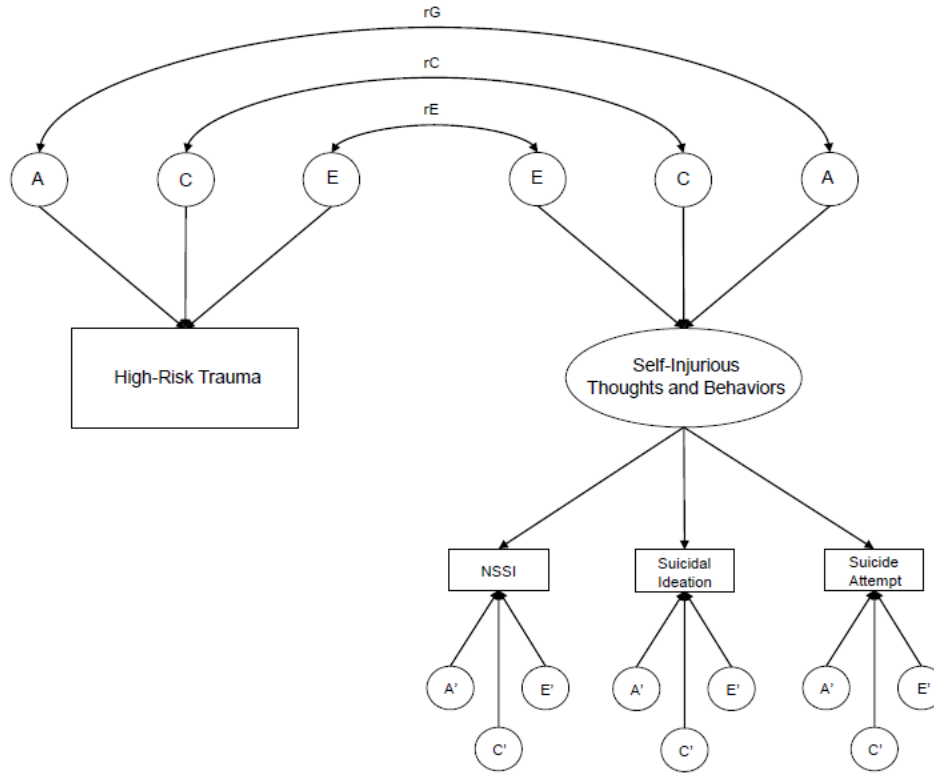 rG
rC
rE
A
C
E
E
C
A
High-Risk Trauma
Self-Injurious
Thoughts and Behaviors
NSSI
Suicidal
Ideation
Suicide
Attempt
A'
E'
A'
E'
A'
E'
C'
C'
C'